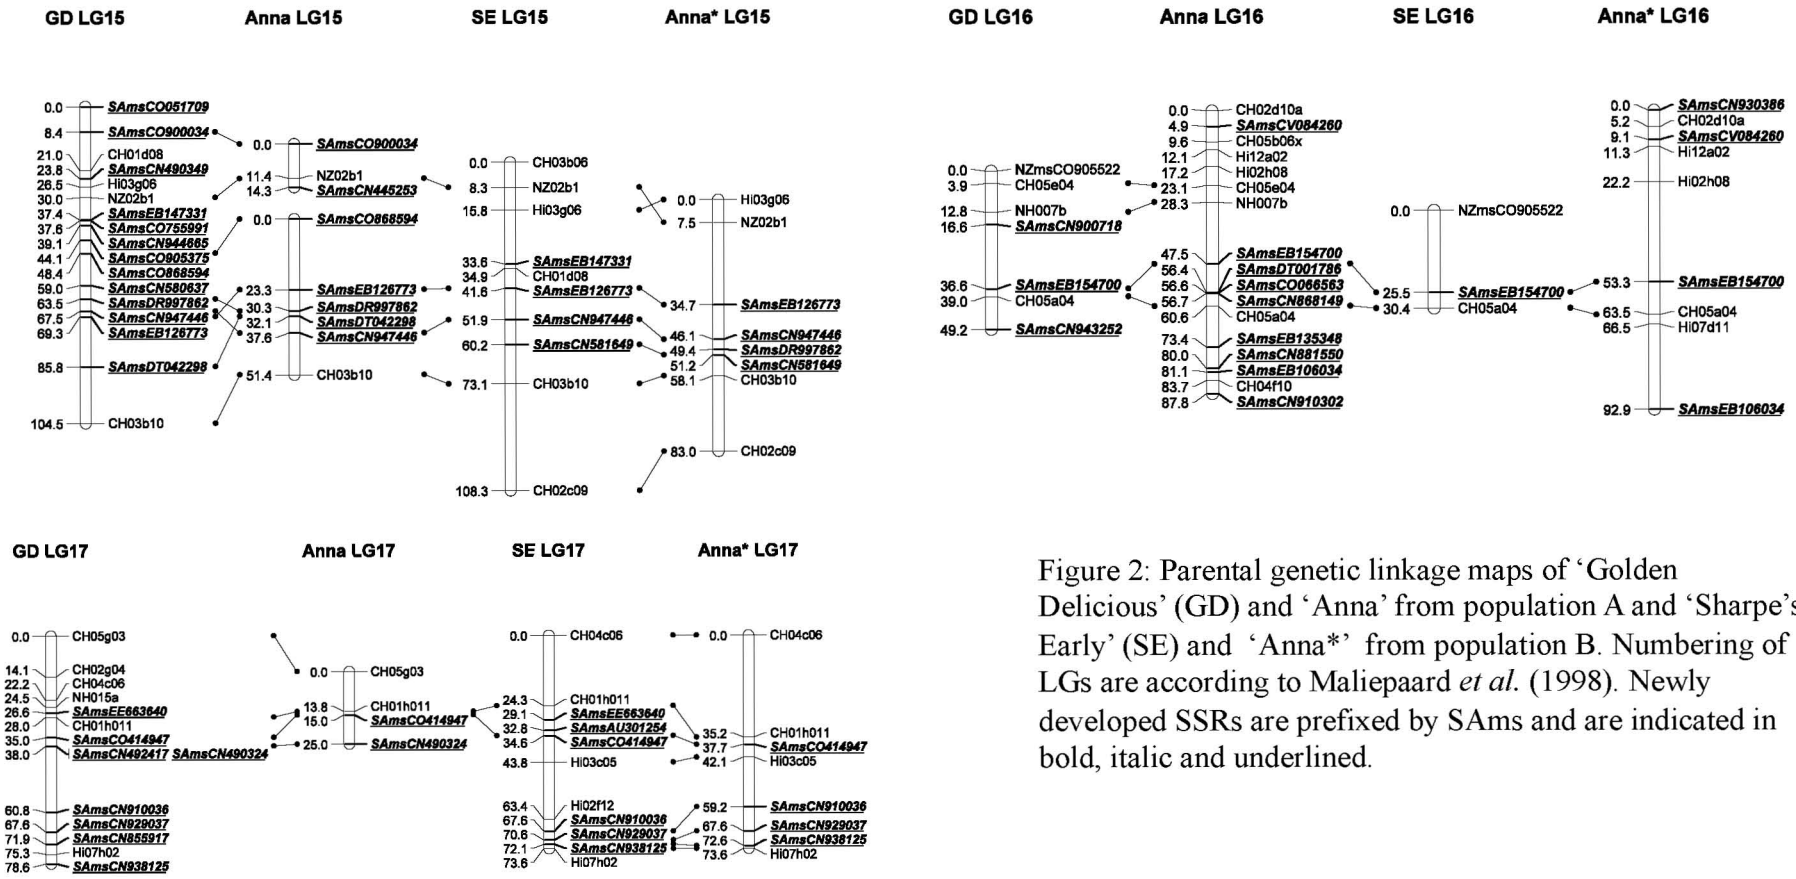 GD LG15
Anna LG15
SE LG15
Anna* LG15
0.0 SAmsCO051709
8.4 SAmsCO900034
21.0 CH01d08
23.8 SAmsCN490349
26.5 Hi03g06
30.0 NZ02b1
37.4 SAmsEB147331
37.6 SAmsCO755991
39.1 SAmsCN944665
44.1 SAmsCO905375
48.4 SAmsCO868594
59.0 SAmsCN580637
63.5 SAmsDR997862
67.5 SAmsCN947446
69.3 SAmsEB126773
85.8 SAmsDT042298
104.5 CH03b10
0.0 SAmsCO900034
11.4 NZ02b1
14.3 SAmsCN445253
0.0 SAmsCO868594
23.3 SAmsEB126773
30.3 SAmsDR997862
32.1 SAmsDT042298
37.6 SAmsCN947446
51.4 CH03b10
0.0 CH03b06
8.3 NZ02b1
15.8 Hi03g06
33.6 SAmsEB147331
34.9 CH01d08
41.6 SAmsEB126773
51.9 SAmsCN947446
60.2 SAmsCN581649
73.1 CH03b10
108.3 CH02c09
0.0 Hi03g06
7.5 NZ02b1
34.7 SAmsEB126773
46.1 SAmsCN947446
49.4 SAmsDR997862
51.2 SAmsCN581649
58.1 CH03b10
83.0 CH02c09
GD LG16
Anna LG16
SE LG16
Anna* LG16
0.0 NZmsCO905522
3.9 CH05e04
12.8 NH007b
16.6 SAmsCN900718
36.6 SAmsEB154700
39.0 CH05a04
49.2 SAmsCN943252
0.0 CH02d10a
4.9 SAmsCV084260
9.6 CH05b06x
12.1 Hi12a02
17.2 Hi02h08
23.1 CH05e04
28.3 NH007b
47.5 SAmsEB154700
56.4 SAmsDT001786
56.6 SAmsCO066563
56.7 SAmsCN868149
60.6 CH05a04
73.4 SAmsEB135348
80.0 SAmsCN881550
81.1 SAmsEB106034
83.7 CH04f10
87.8 SAmsCN910302
0.0 NZmsCO905522
25.5 SAmsEB154700
30.4 CH05a04
0.0 SAmsCN930386
5.2 CH02d10a
9.1 SAmsCV084260
11.3 Hi12a02
22.2 Hi02h08
53.3 SAmsEB154700
63.5 CH05a04
66.5 Hi07d11
92.9 SAmsEB106034
GD LG17
Anna LG17
SE LG17
Anna* LG17
0.0 CH05g03
14.1 CH02g04
22.2 CH04c06
24.5 NH015a
26.6 SAmsEE663640
28.0 CH01h011
35.0 SAmsCO414947
38.0 SAmsCN492417 SAmsCN490324
60.8 SAmsCN910036
67.6 SAmsCN929037
71.9 SAmsCN855917
75.3 Hi07h02
78.6 SAmsCN938125
0.0 CH05g03
13.8 CH01h011
15.0 SAmsCO414947
25.0 SAmsCN490324
0.0 CH04c06
24.3 CH01h011
29.1 SAmsEE663640
32.8 SAmsAU301254
34.6 SAmsCO414947
43.8 Hi03c05
63.4 Hi02f12
67.6 SAmsCN910036
70.6 SAmsCN929037
72.1 SAmsCN938125
73.6 Hi07h02
0.0 CH04c06
35.2 CH01h011
37.7 SAmsCO414947
42.1 Hi03c05
59.2 SAmsCN910036
67.6 SAmsCN929037
72.6 SAmsCN938125
73.6 Hi07h02
Figure 2: Parental genetic linkage maps of ‘Golden
Delicious’ (GD) and ‘Anna’ from population A and ‘Sharpe’s
Early’ (SE) and ‘Anna*’ from population B. Numbering of
LGs are according to Maliepaard et al. (1998). Newly
developed SSRs are prefixed by SAms and are indicated in
bold, italic and underlined.